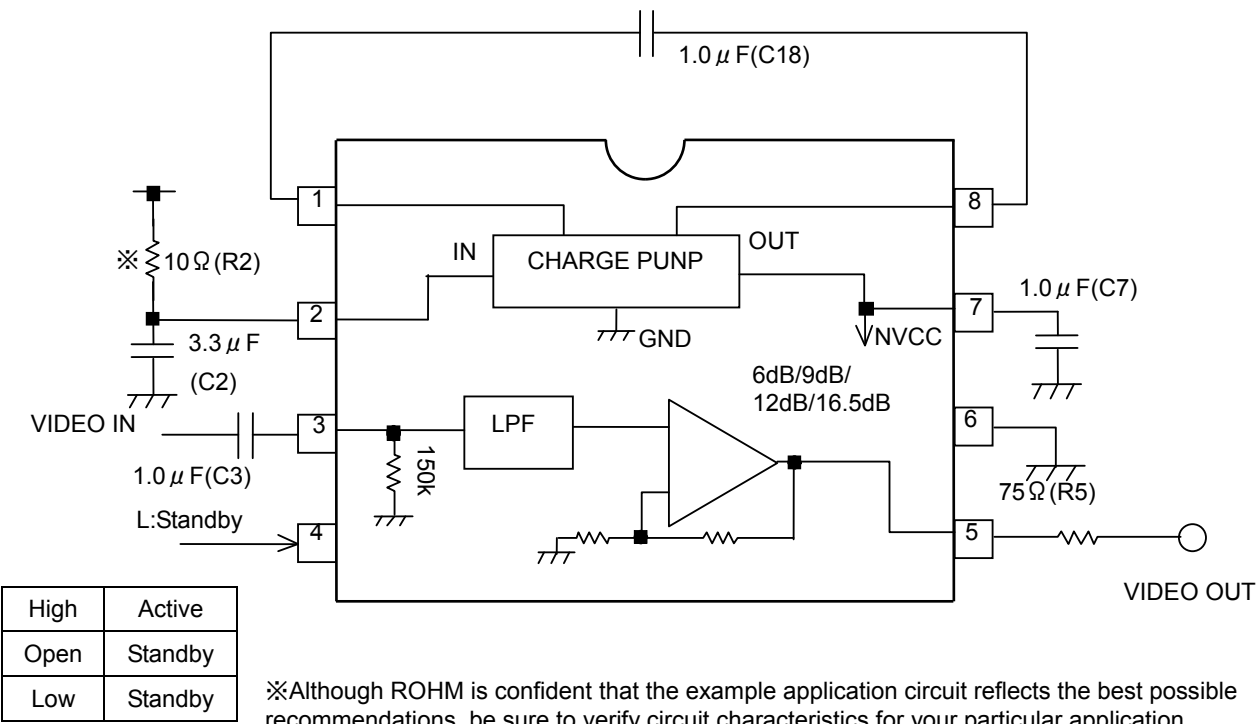 1.0μF(C18)
1
8
※ 10Ω(R2)
IN
CHARGE PUNP
OUT
2
7
1.0μF(C7)
3.3μF
(C2)
GND
NVCC
6dB/9dB/
12dB/16.5dB
VIDEO IN
3
LPF
6
150k
1.0μF(C3)
75Ω(R5)
L:Standby
4
5
VIDEO OUT
High Active
Open Standby
Low Standby
※Although ROHM is confident that the example application circuit reflects the best possible
recommendations, be sure to verify circuit characteristics for your particular application.